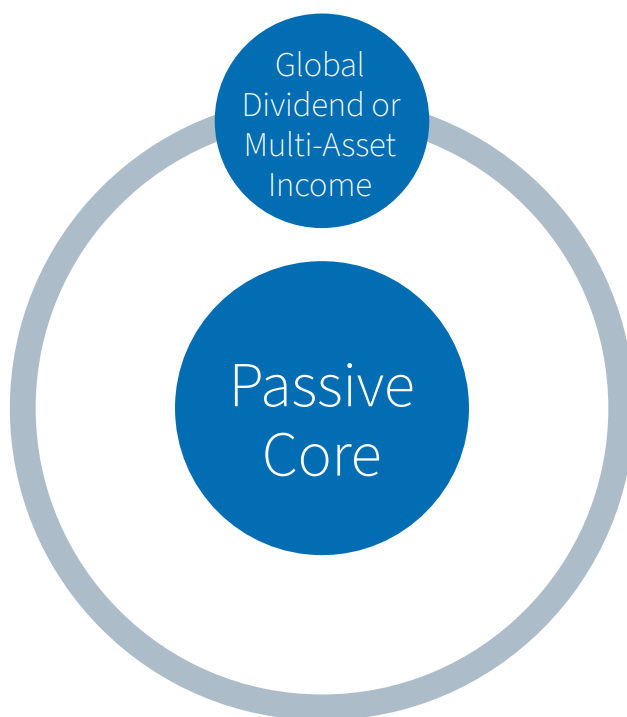 Global
Dividend or
Multi-Asset
Income
Passive
Core